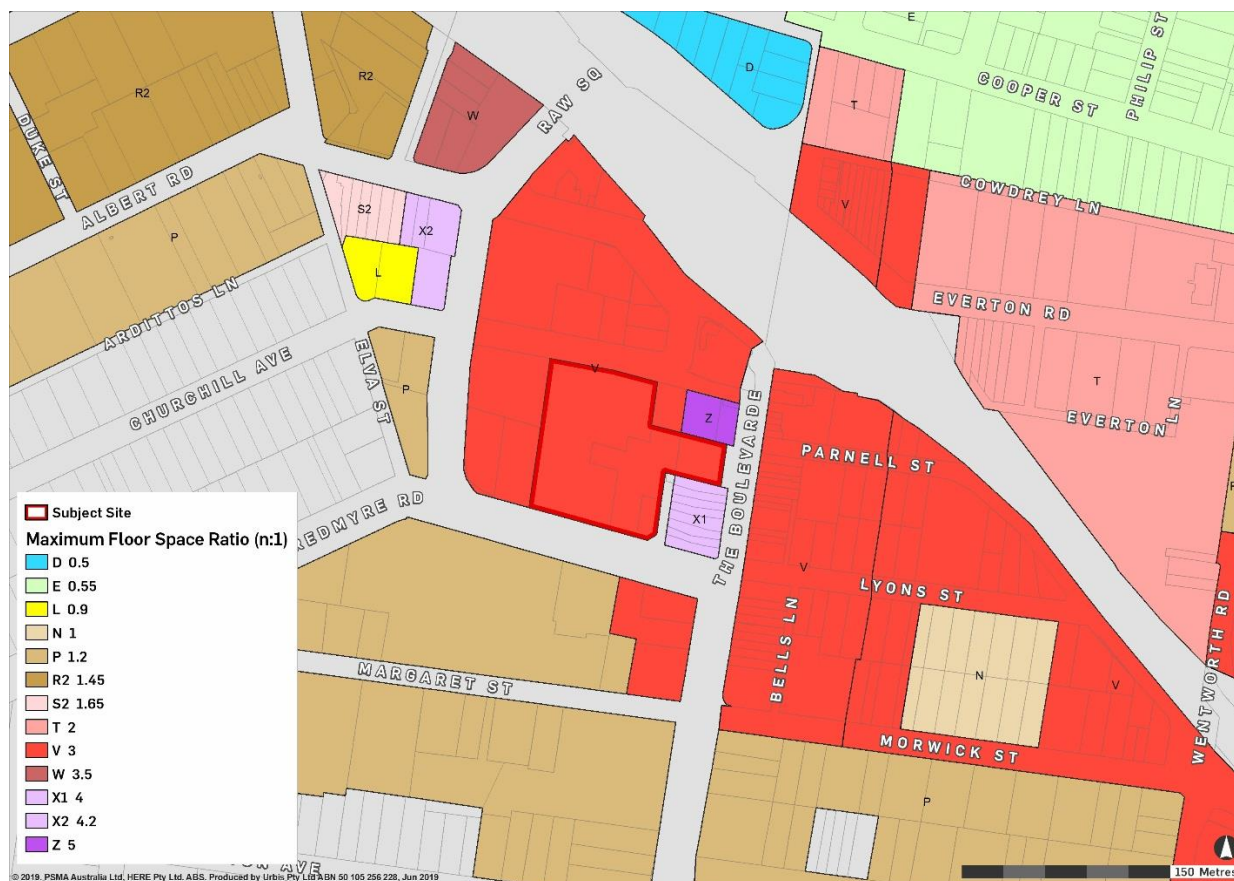 E
PHILIP ST
COOPER ST
D
R2
R2
T
W
RAW SQ
DUKE ST
ALBERT RD
COWDREY LN
V
S2
X2
P
L
ARDITTOS LN
EVERTON RD
CHURCHILL AVE
ELVA ST
P
V
T
Z
THE BOULEVARDE
EVERTON LN
PARNELL ST
REDMYRE RD
X1
V
LYONS ST
BELLS LN
N
V
WENTWORTH RD
MARGARET ST
MORWICK ST
P
Subject Site
Maximum Floor Space Ratio (n:1)
D 0.5
E 0.55
L 0.9
N 1
P 1.2
R2 1.45
S2 1.65
T 2
V 3
W 3.5
X1 4
X2 4.2
Z 5
AVE
150 Metres
© 2019. PSMA Australia Ltd, HERE Pty Ltd. ABS. Produced by Urbis Pty Ltd ABN 50 105 256 228, Jun 2019